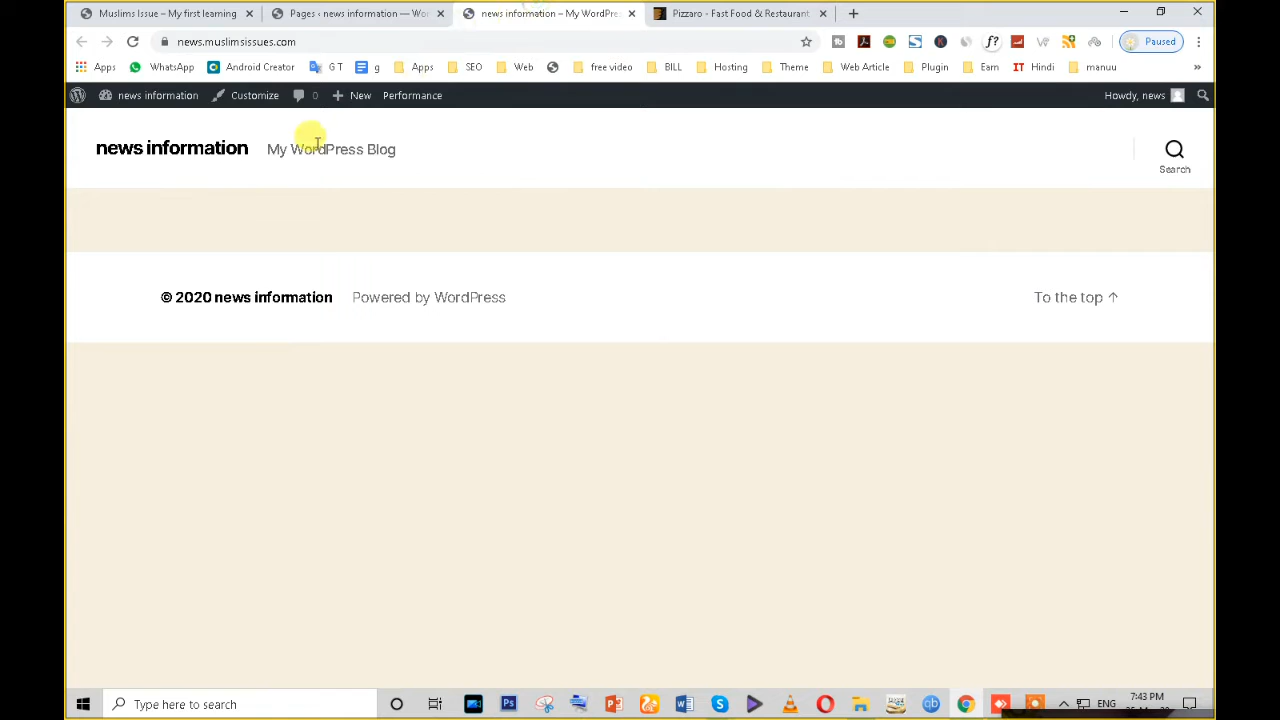 Muslims Issue – My first learning
Pages ‹ news information — Wo
news information – My WordPre
Pizzaro - Fast Food & Restaurant
news.muslimsissues.com
Paused
Apps WhatsApp Android Creator G T g Apps SEO Web free video BILL Hosting Theme Web Article Plugin Earn IT Hindi manuu »
news information Customize 0 New Performance Howdy, news
news information My WordPress Blog
Search
© 2020 news information Powered by WordPress To the top ↑
Type here to search
ENG
7:43 PM